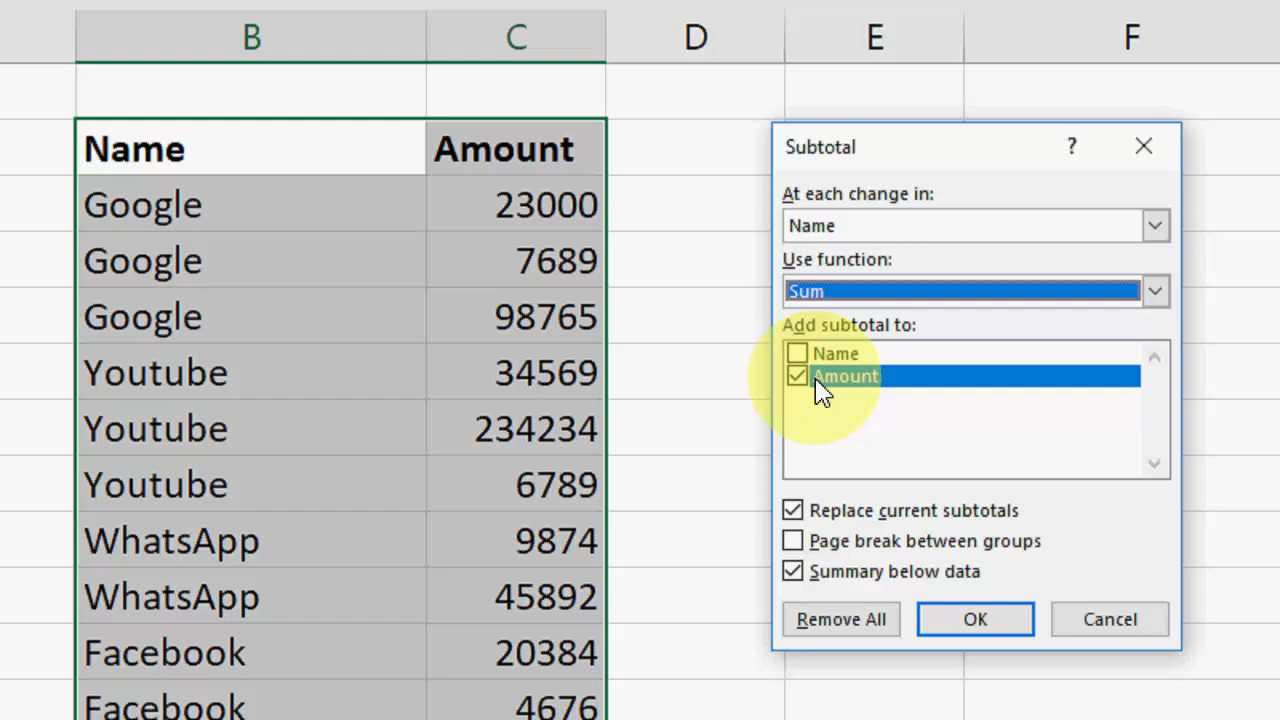 B C D E F
Name Amount
Google 23000
Google 7689
Google 98765
Youtube 34569
Youtube 234234
Youtube 6789
WhatsApp 9874
WhatsApp 45892
Facebook 20384
Facebook 4676
Subtotal ?
At each change in:
Name
Use function:
Sum
Add subtotal to:
Name
Amount
Replace current subtotals
Page break between groups
Summary below data
Remove All OK Cancel